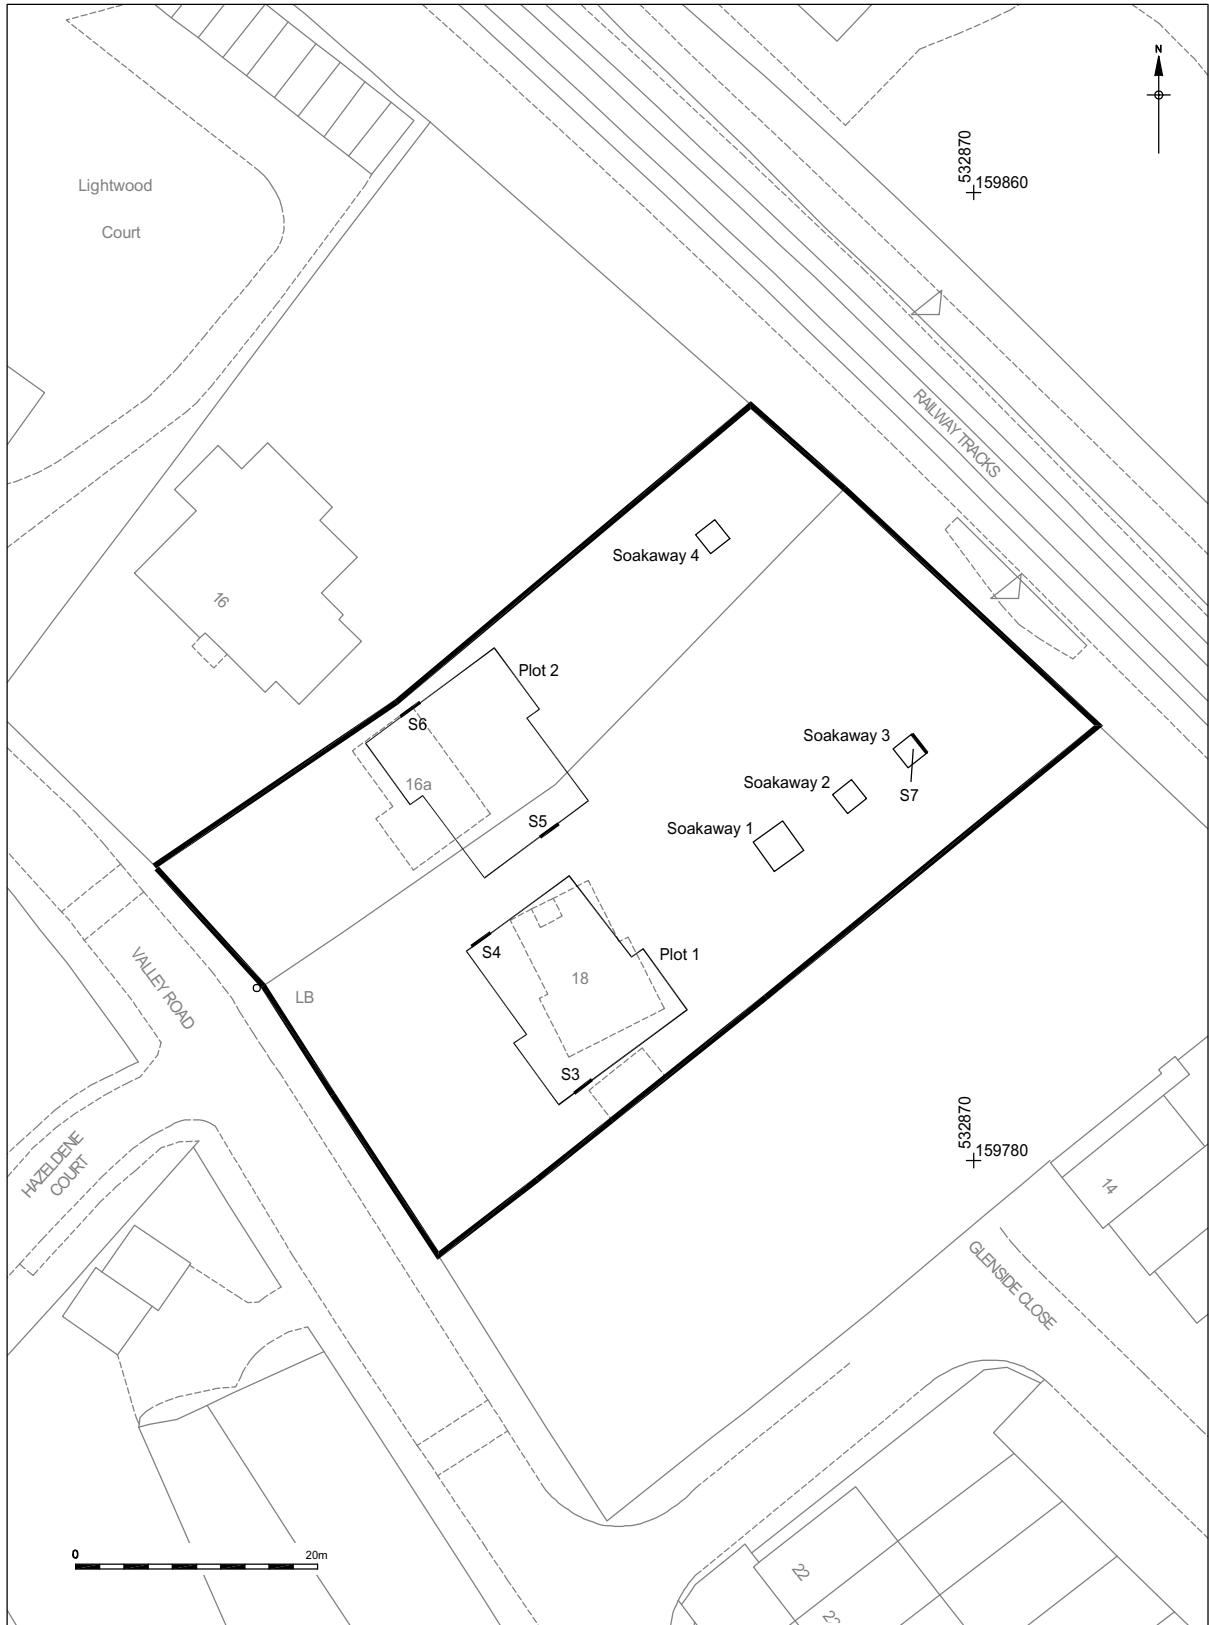 N
532870
159860
Lightwood
Court
RAILWAY TRACKS
Soakaway 4
16
Plot 2
S6
Soakaway 3
16a
Soakaway 2
S7
S5
Soakaway 1
S4
Plot 1
18
LB
VALLEY ROAD
S3
532870
159780
HAZELDENE
COURT
14
GLENSIDE CLOSE
0
20m
22